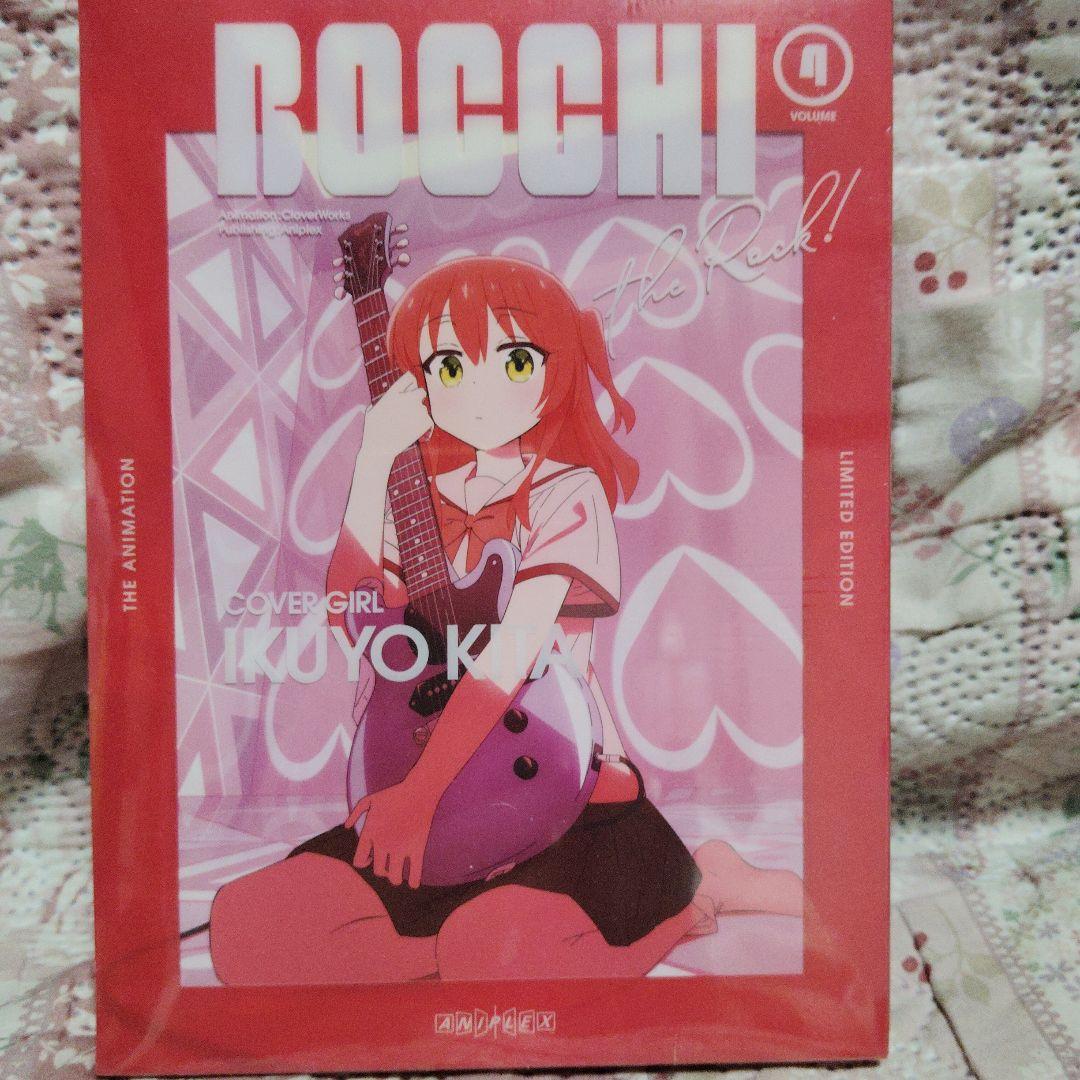 BOCCHI
4
VOLUME
the Rock!
Animation:CloverWorks
Publishing:Aniplex
THE ANIMATION
LIMITED EDITION
COVER GIRL
IKUYO KITA
ANIPLEX